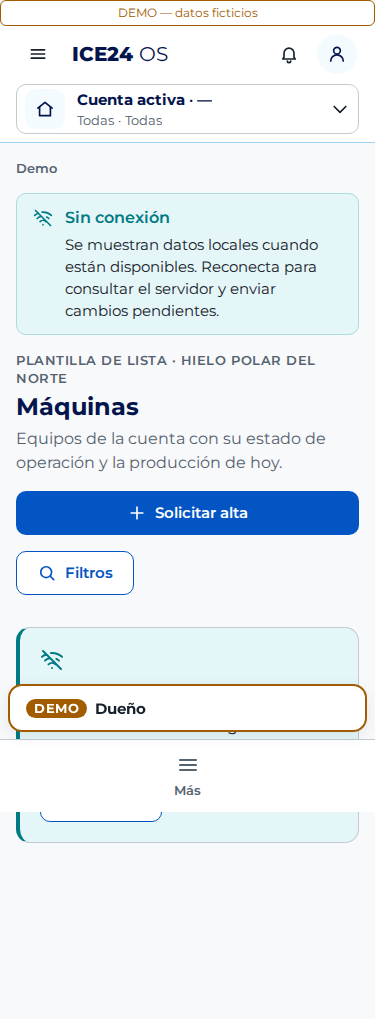 DEMO — datos ficticios
ICE24 OS
Cuenta activa · —
Todas · Todas
Demo
Sin conexión
Se muestran datos locales cuando
están disponibles. Reconecta para
consultar el servidor y enviar
cambios pendientes.
PLANTILLA DE LISTA · HIELO POLAR DEL
NORTE
Máquinas
Equipos de la cuenta con su estado de
operación y la producción de hoy.
Solicitar alta
Filtros
DEMO Dueño
Más